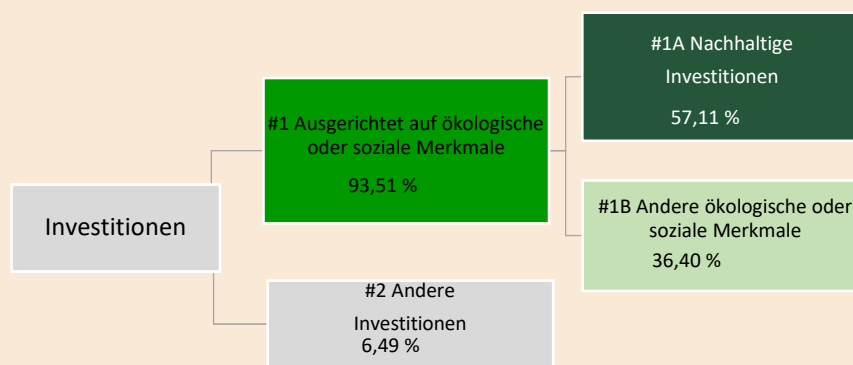 Investitionen
#1 Ausgerichtet auf ökologische
oder soziale Merkmale
93,51 %
#2 Andere
Investitionen
6,49 %
#1A Nachhaltige
Investitionen
57,11 %
#1B Andere ökologische oder
soziale Merkmale
36,40 %